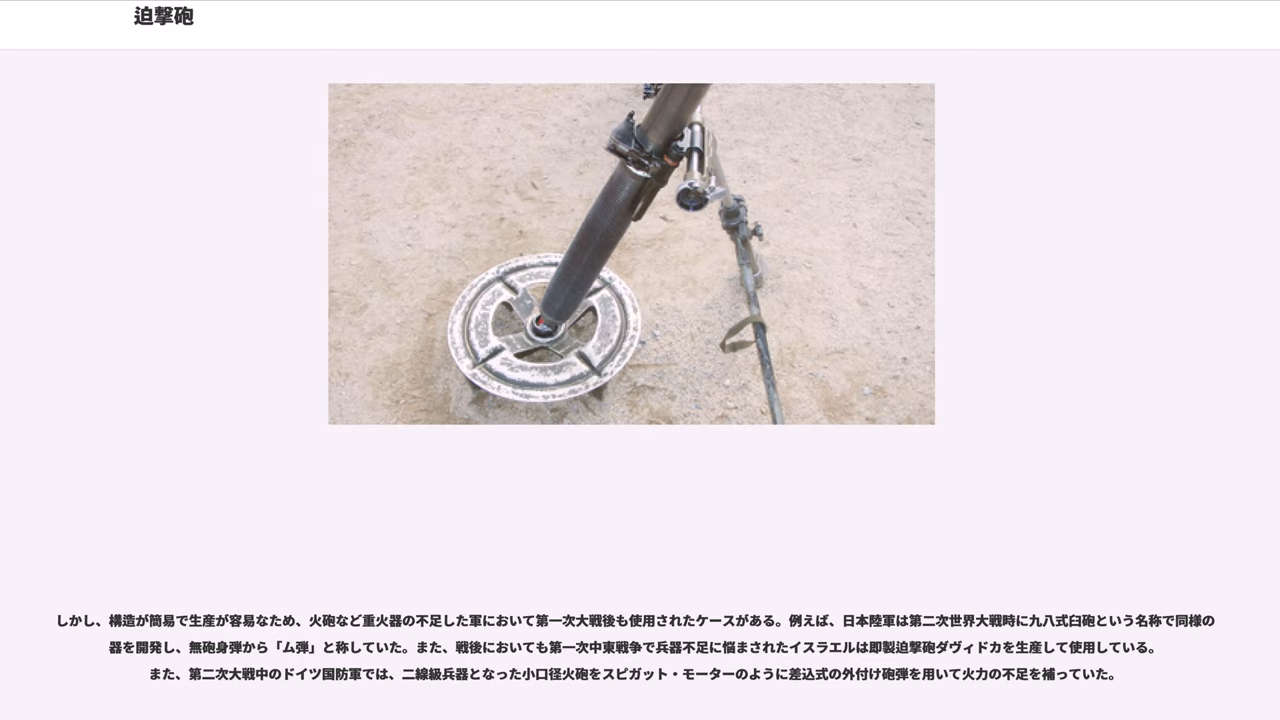 迫撃砲
しかし、構造が簡易で生産が容易なため、火砲など重火器の不足した軍において第一次大戦後も使用されたケースがある。例えば、日本陸軍は第二次世界大戦時に九八式臼砲という名称で同様の
器を開発し、無砲身弾から「ム弾」と称していた。また、戦後においても第一次中東戦争で兵器不足に悩まされたイスラエルは即製迫撃砲ダヴィドカを生産して使用している。
また、第二次大戦中のドイツ国防軍では、二線級兵器となった小口径火砲をスピガット・モーターのように差込式の外付け砲弾を用いて火力の不足を補っていた。